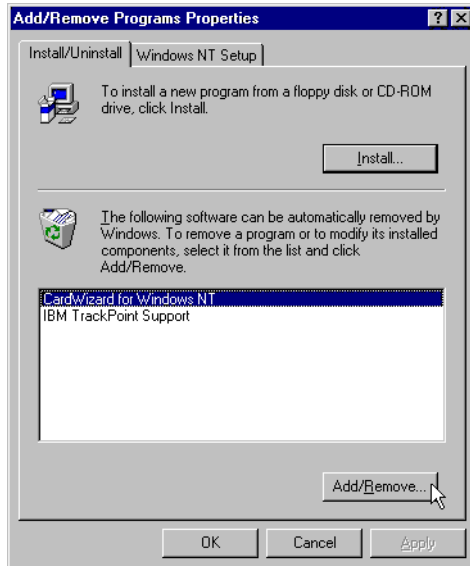 Add/Remove Programs Properties
Install/Uninstall
Windows NT Setup
To install a new program from a floppy disk or CD-ROM
drive, click Install.
Install...
The following software can be automatically removed by
Windows. To remove a program or to modify its installed
components, select it from the list and click
Add/Remove.
CardWizard for Windows NT
IBM TrackPoint Support
Add/Remove...
OK
Cancel
Apply